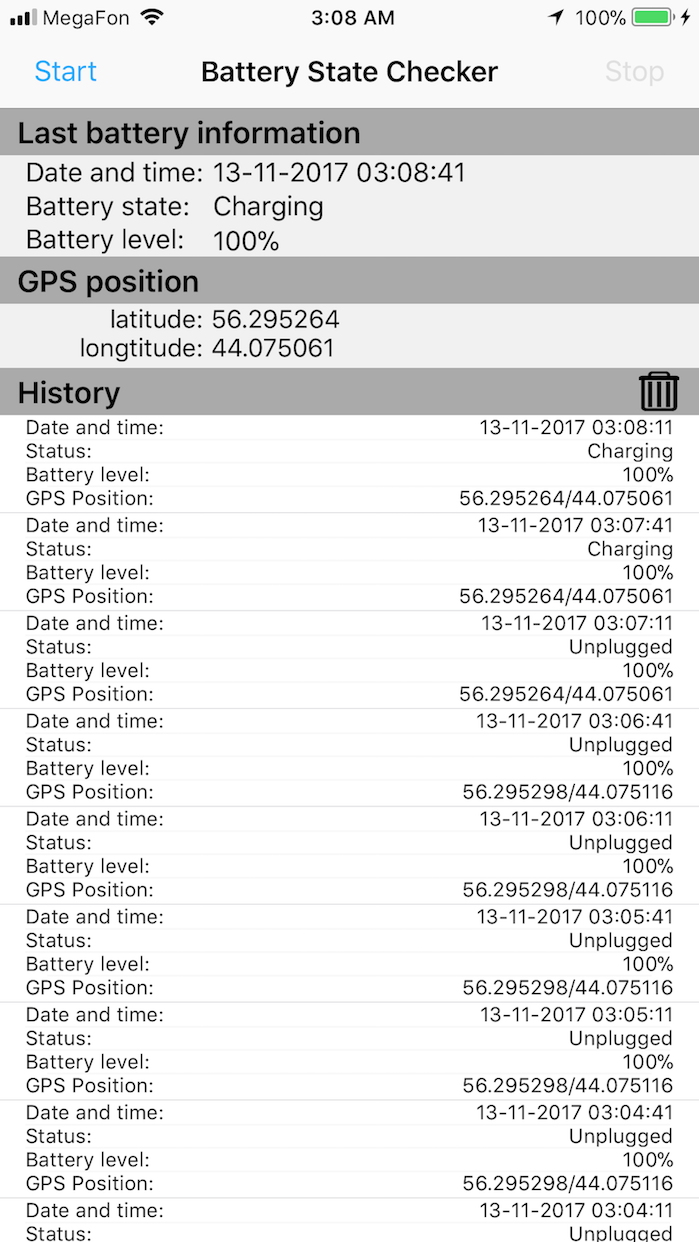 MegaFon 3:08 AM 100%
Start Battery State Checker Stop
Last battery information
Date and time: 13-11-2017 03:08:41
Battery state: Charging
Battery level: 100%
GPS position
latitude: 56.295264
longtitude: 44.075061
History
Date and time: 13-11-2017 03:08:11
Status: Charging
Battery level: 100%
GPS Position: 56.295264/44.075061
Date and time: 13-11-2017 03:07:41
Status: Charging
Battery level: 100%
GPS Position: 56.295264/44.075061
Date and time: 13-11-2017 03:07:11
Status: Unplugged
Battery level: 100%
GPS Position: 56.295264/44.075061
Date and time: 13-11-2017 03:06:41
Status: Unplugged
Battery level: 100%
GPS Position: 56.295298/44.075116
Date and time: 13-11-2017 03:06:11
Status: Unplugged
Battery level: 100%
GPS Position: 56.295298/44.075116
Date and time: 13-11-2017 03:05:41
Status: Unplugged
Battery level: 100%
GPS Position: 56.295298/44.075116
Date and time: 13-11-2017 03:05:11
Status: Unplugged
Battery level: 100%
GPS Position: 56.295298/44.075116
Date and time: 13-11-2017 03:04:41
Status: Unplugged
Battery level: 100%
GPS Position: 56.295298/44.075116
Date and time: 13-11-2017 03:04:11
Status: Unplugged